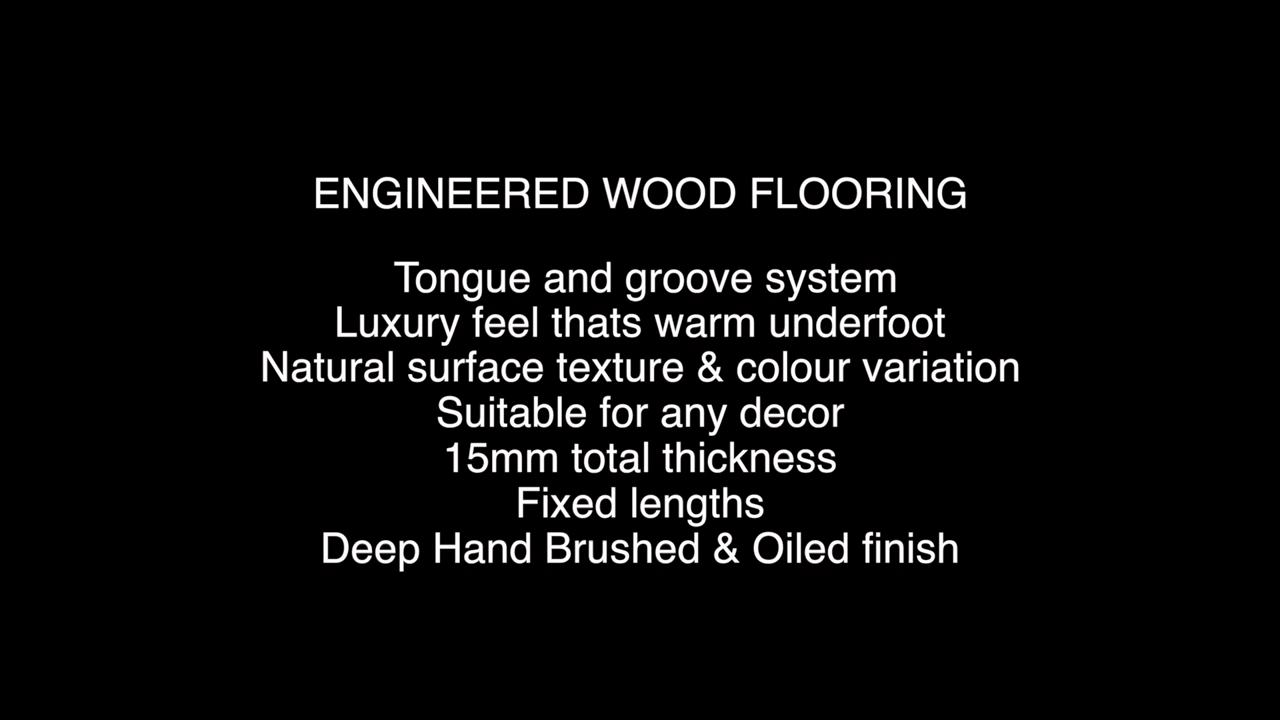 ENGINEERED WOOD FLOORING
Tongue and groove system
Luxury feel thats warm underfoot
Natural surface texture & colour variation
Suitable for any decor
15mm total thickness
Fixed lengths
Deep Hand Brushed & Oiled finish